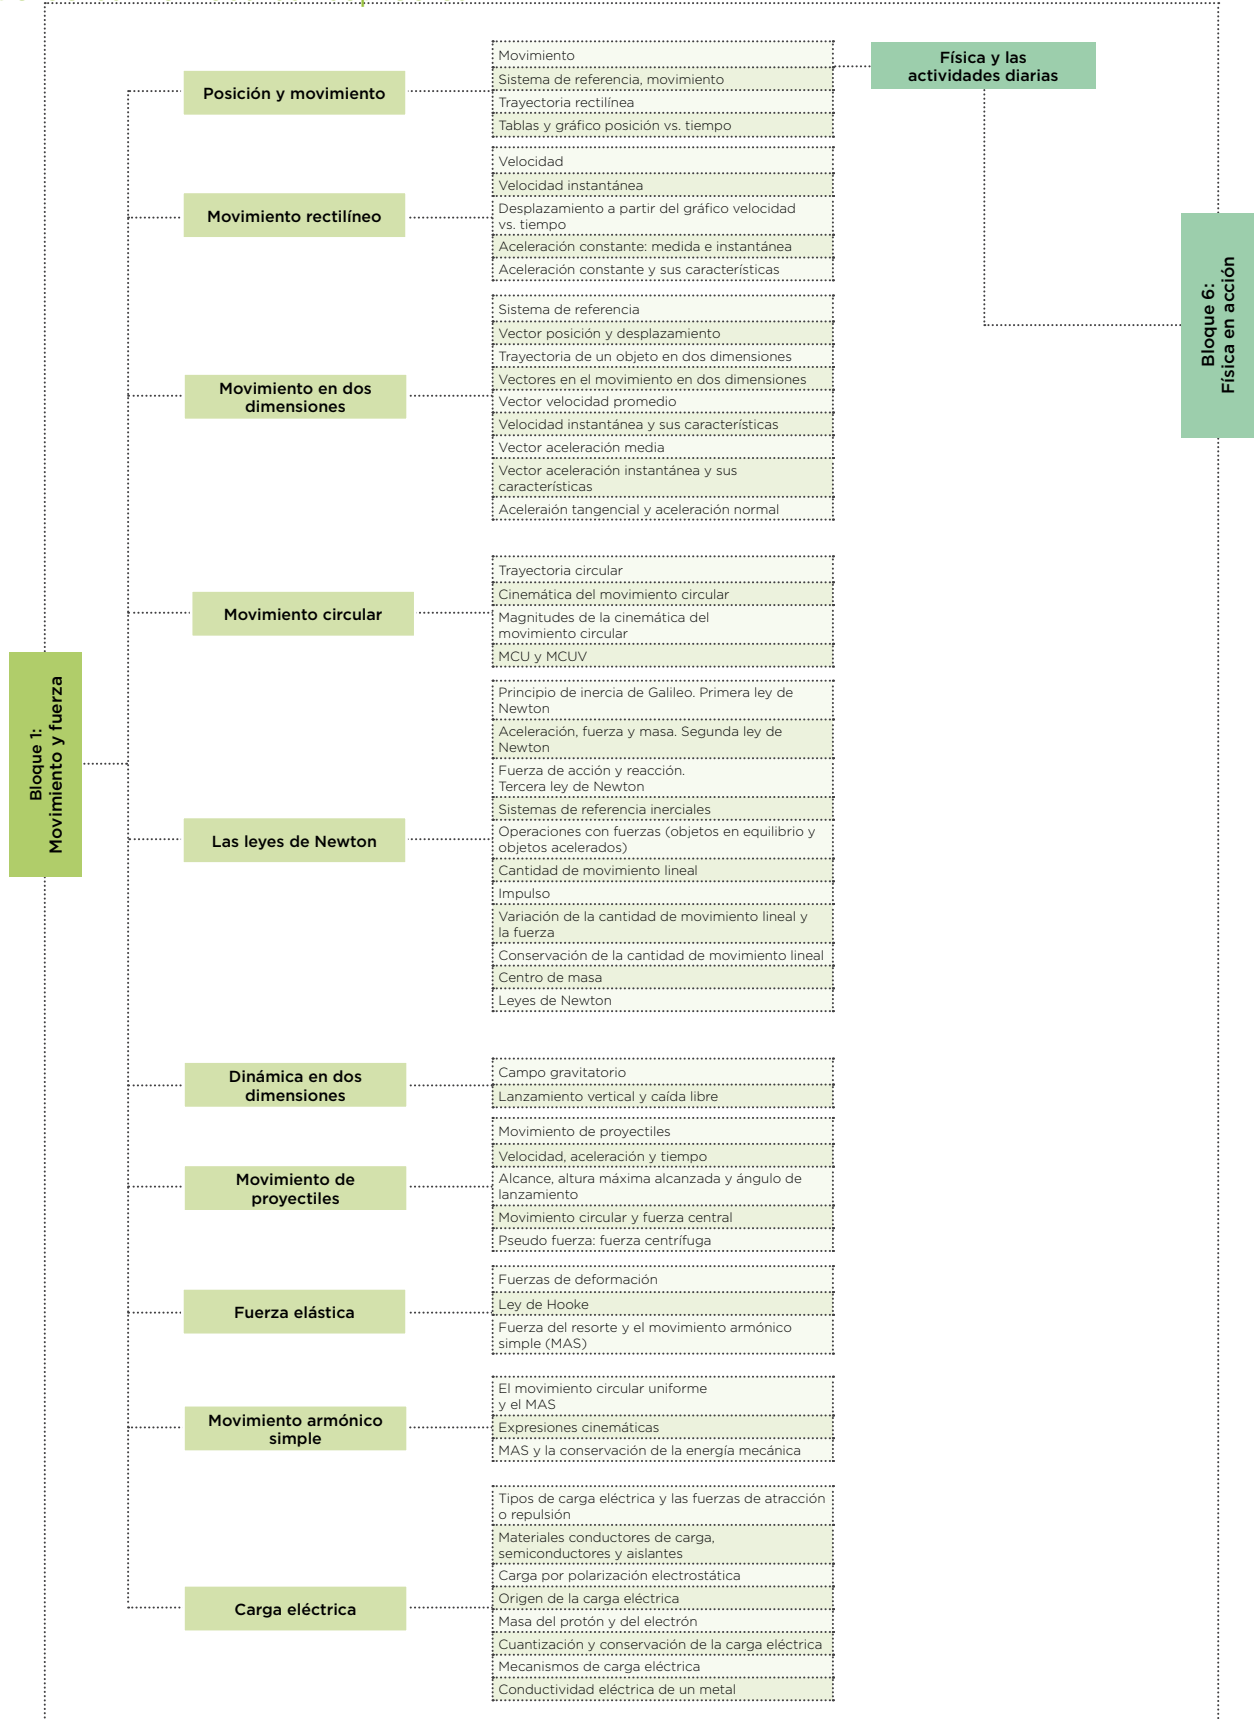 Movimiento
Sistema de referencia, movimiento
Trayectoria rectilínea
Tablas y gráfico posición vs. tiempo
Posición y movimiento
Física y las
actividades diarias
Velocidad
Velocidad instantánea
Desplazamiento a partir del gráfico velocidad
vs. tiempo
Aceleración constante: medida e instantánea
Aceleración constante y sus características
Movimiento rectilíneo
Bloque 6:
Física en acción
Sistema de referencia
Vector posición y desplazamiento
Trayectoria de un objeto en dos dimensiones
Vectores en el movimiento en dos dimensiones
Vector velocidad promedio
Velocidad instantánea y sus características
Vector aceleración media
Vector aceleración instantánea y sus
características
Aceleraión tangencial y aceleración normal
Movimiento en dos
dimensiones
Trayectoria circular
Cinemática del movimiento circular
Magnitudes de la cinemática del
movimiento circular
MCU y MCUV
Movimiento circular
Bloque 1:
Movimiento y fuerza
Principio de inercia de Galileo. Primera ley de
Newton
Aceleración, fuerza y masa. Segunda ley de
Newton
Fuerza de acción y reacción.
Tercera ley de Newton
Sistemas de referencia inerciales
Operaciones con fuerzas (objetos en equilibrio y
objetos acelerados)
Cantidad de movimiento lineal
Impulso
Variación de la cantidad de movimiento lineal y
la fuerza
Conservación de la cantidad de movimiento lineal
Centro de masa
Leyes de Newton
Las leyes de Newton
Campo gravitatorio
Lanzamiento vertical y caída libre
Dinámica en dos
dimensiones
Movimiento de proyectiles
Velocidad, aceleración y tiempo
Alcance, altura máxima alcanzada y ángulo de
lanzamiento
Movimiento circular y fuerza central
Pseudo fuerza: fuerza centrífuga
Movimiento de
proyectiles
Fuerzas de deformación
Ley de Hooke
Fuerza del resorte y el movimiento armónico
simple (MAS)
Fuerza elástica
El movimiento circular uniforme
y el MAS
Expresiones cinemáticas
MAS y la conservación de la energía mecánica
Movimiento armónico
simple
Tipos de carga eléctrica y las fuerzas de atracción
o repulsión
Materiales conductores de carga,
semiconductores y aislantes
Carga por polarización electrostática
Origen de la carga eléctrica
Masa del protón y del electrón
Cuantización y conservación de la carga eléctrica
Mecanismos de carga eléctrica
Conductividad eléctrica de un metal
Carga eléctrica